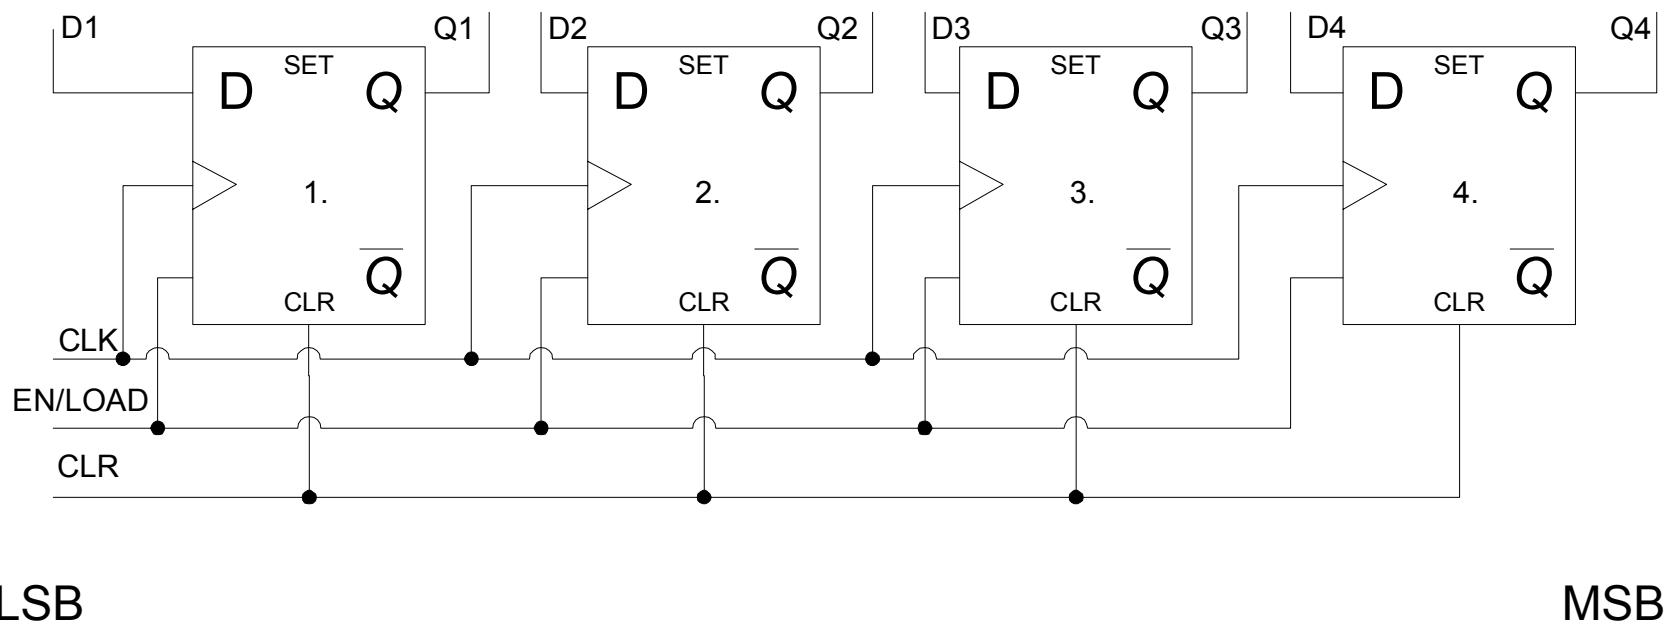 D1 Q1 D2 Q2 D3 Q3 D4 Q4
SET SET SET SET
D Q D Q D Q D Q
1. 2. 3. 4.
Q Q Q Q
CLR CLR CLR CLR
CLK
EN/LOAD
CLR
LSB MSB